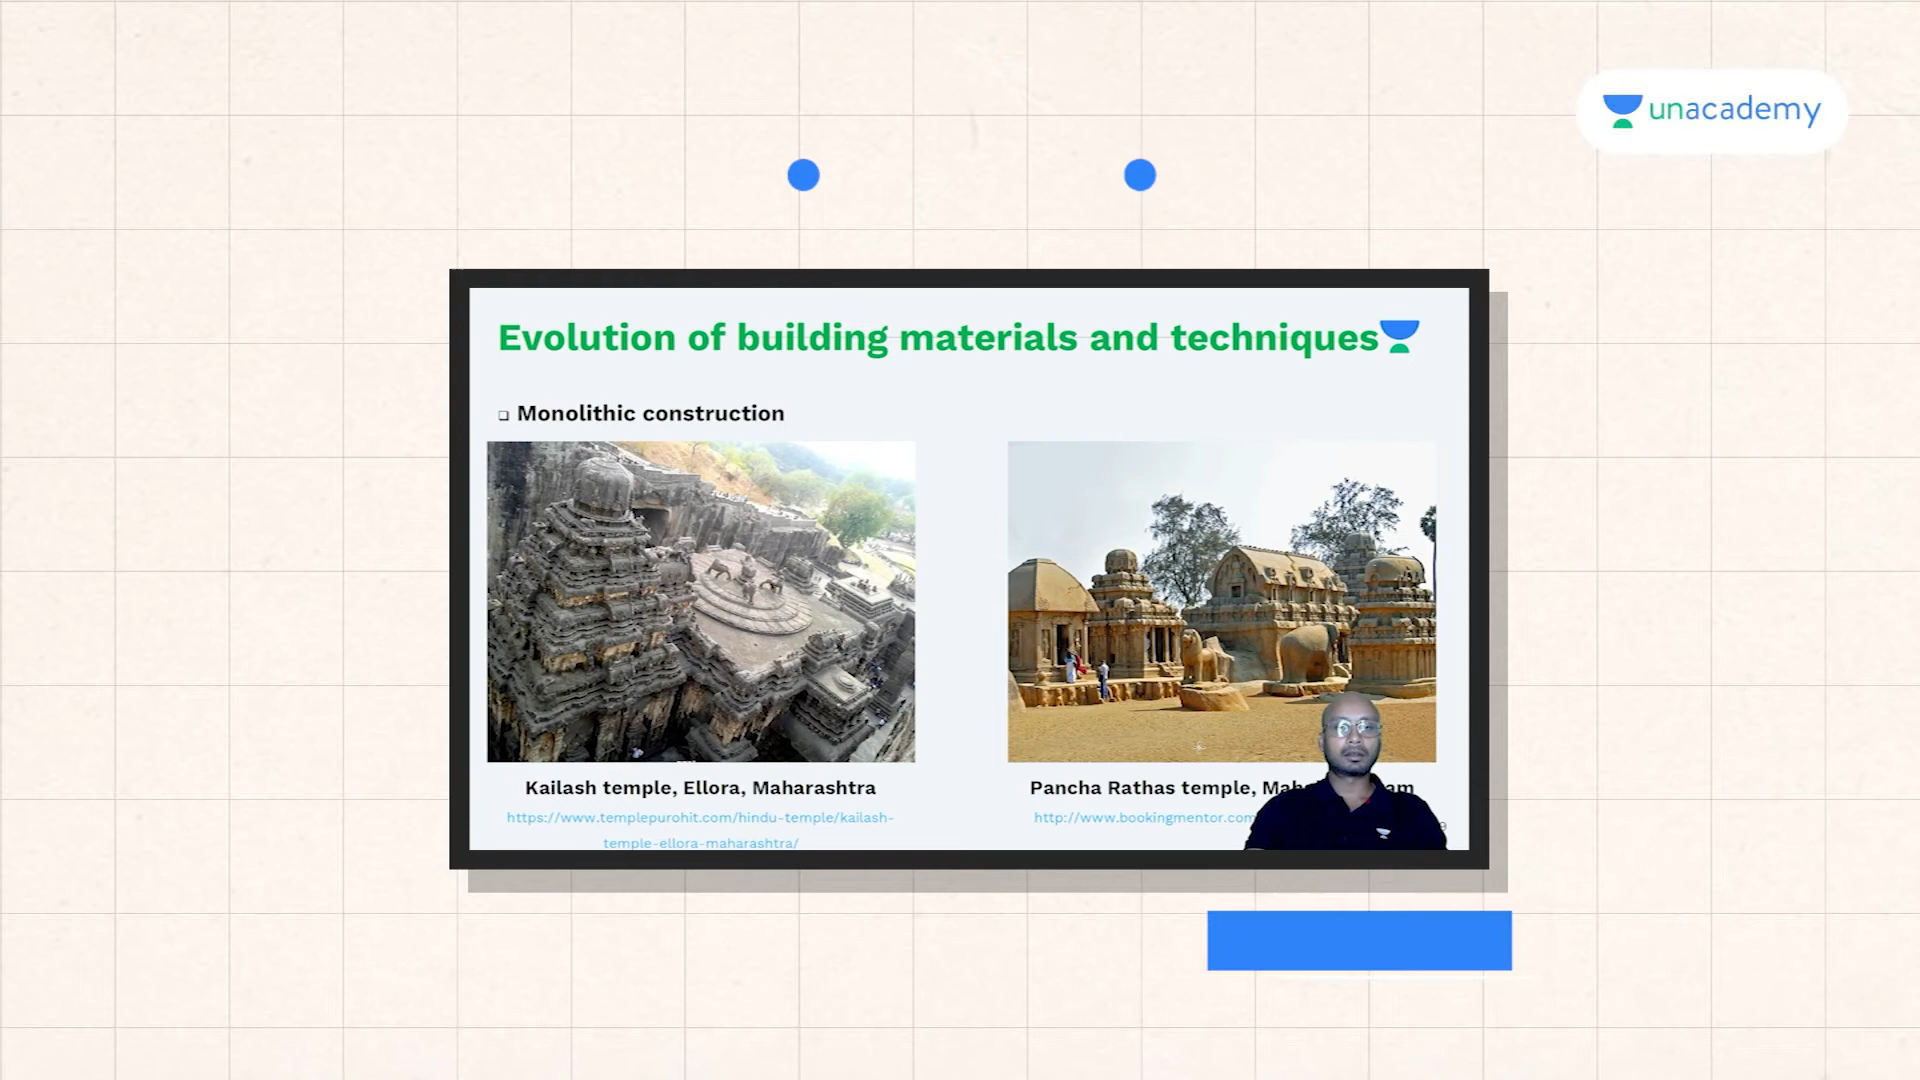 unacademy
Evolution of building materials and techniques
Monolithic construction
Kailash temple, Ellora, Maharashtra
Pancha Rathas temple,
https://www.templepurohit.com/hindu-temple/kailash-
temple-ellora-maharashtra/
http://www.bookingmentor.com